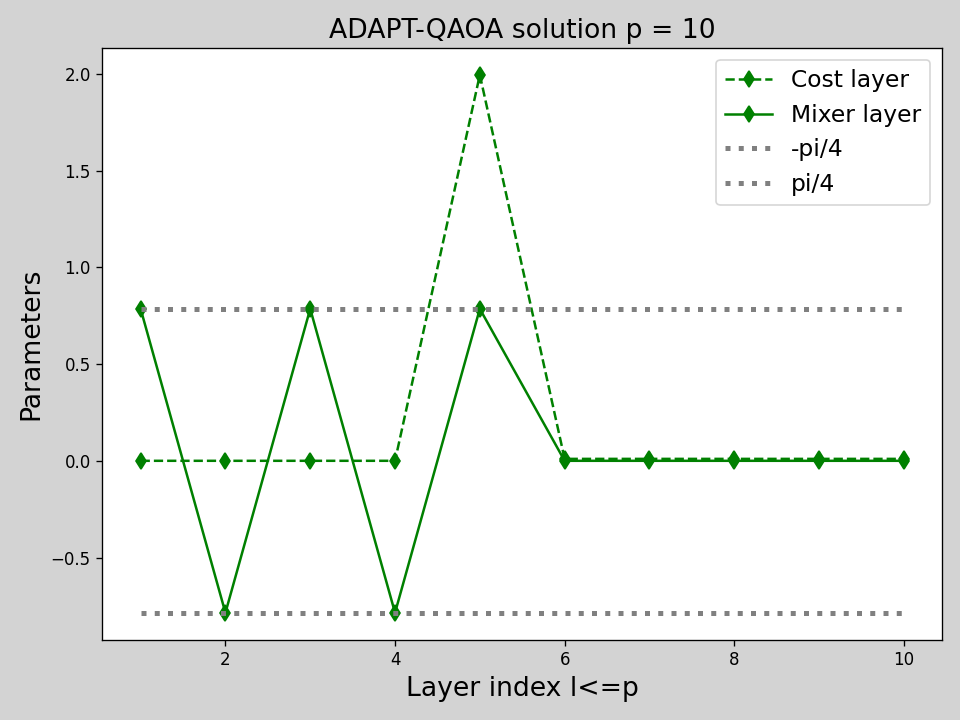 ADAPT-QAOA solution p = 10
Parameters
2.0
1.5
1.0
0.5
0.0
−0.5
Cost layer
Mixer layer
-pi/4
pi/4
2
4
6
8
10
Layer index l<=p